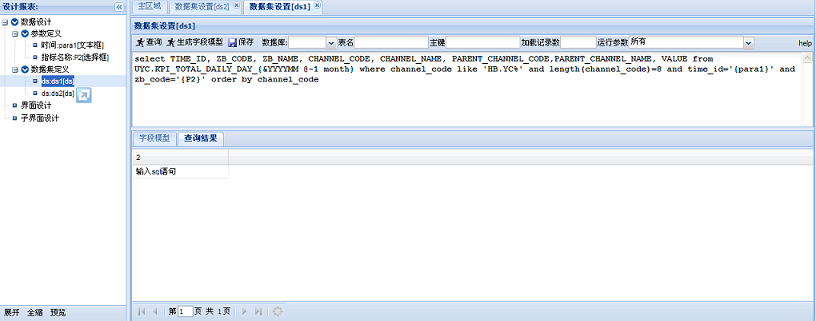 设计报表:
数据设计
参数定义
时间:para1[文本框]
指标名称:P2[选择框]
数据集定义
ds:ds1[ds]
ds:ds2[ds]
界面设计
子界面设计
展开 全缩 预览
主区域 数据集设置[ds2] 数据集设置[ds1]
数据集设置[ds1]
查询 生成字段模型 保存 数据库: 表名 主键 加载记录数 运行参数 所有 help
select TIME_ID, ZB_CODE, ZB_NAME, CHANNEL_CODE, CHANNEL_NAME, PARENT_CHANNEL_CODE,PARENT_CHANNEL_NAME, VALUE from
UYC.KPI_TOTAL_DAILY_DAY_{&YYYYMM @-1 month} where channel_code like 'HB.YC%' and length(channel_code)=8 and time_id='{para1}' and
zb_code='{P2}' order by channel_code
字段模型 查询结果
2
输入sql语句
第 1 页 共 1页